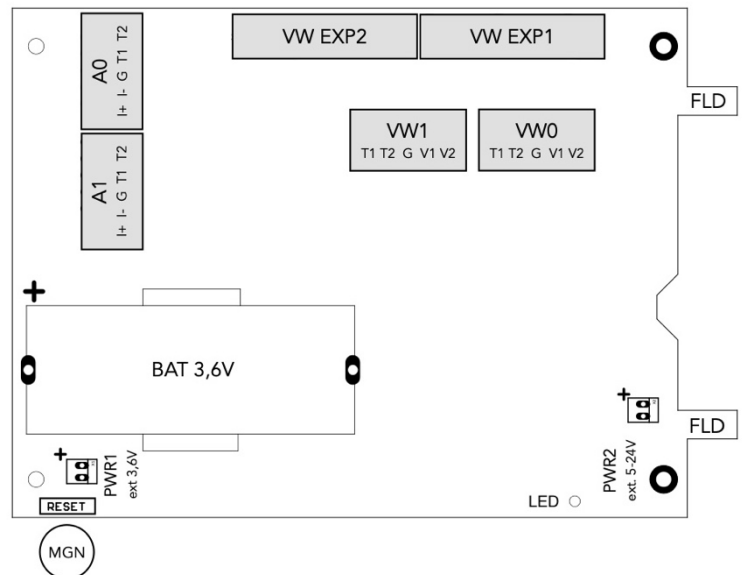 VW EXP2
VW EXP1
FLD
A0
I+ I- G T1 T2
VW1
T1 T2 G V1 V2
VW0
T1 T2 G V1 V2
A1
I+ I- G T1 T2
+
BAT 3,6V
+
FLD
+
PWR1
ext 3,6V
PWR2
ext. 5-24V
RESET
LED
MGN